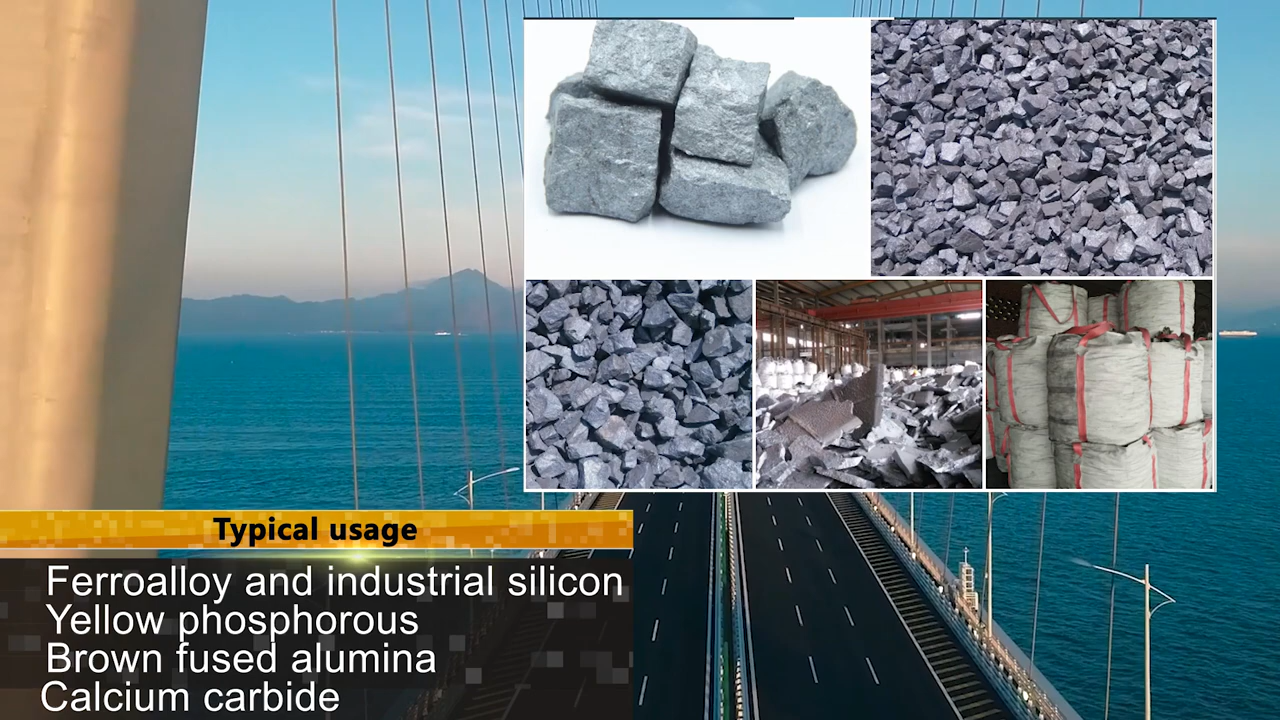 Typical usage
Ferroalloy and industrial silicon
Yellow phosphorous
Brown fused alumina
Calcium carbide